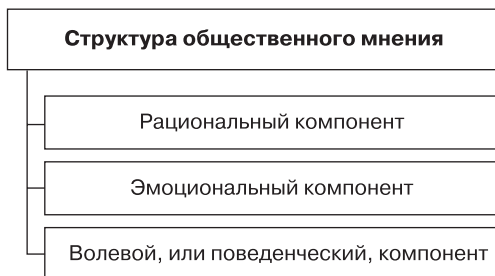 Структура общественного мнения
Рациональный компонент
Эмоциональный компонент
Волевой, или поведенческий, компонент